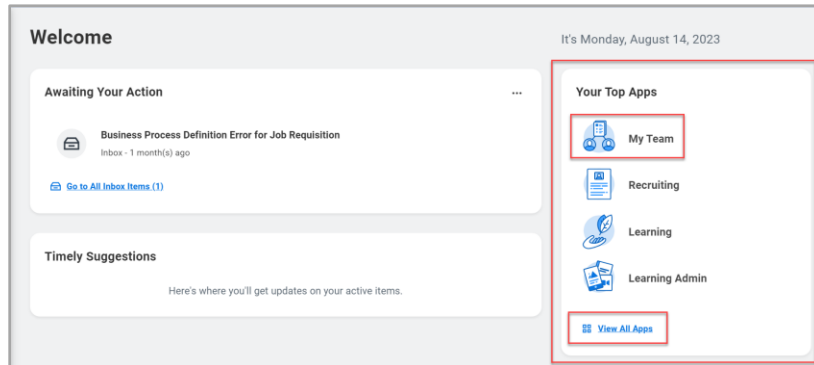 Welcome
It's Monday, August 14, 2023
Awaiting Your Action
...
Business Process Definition Error for Job Requisition
Inbox - 1 month(s) ago
Go to All Inbox Items (1)
Timely Suggestions
Here's where you'll get updates on your active items.
Your Top Apps
My Team
Recruiting
Learning
Learning Admin
View All Apps